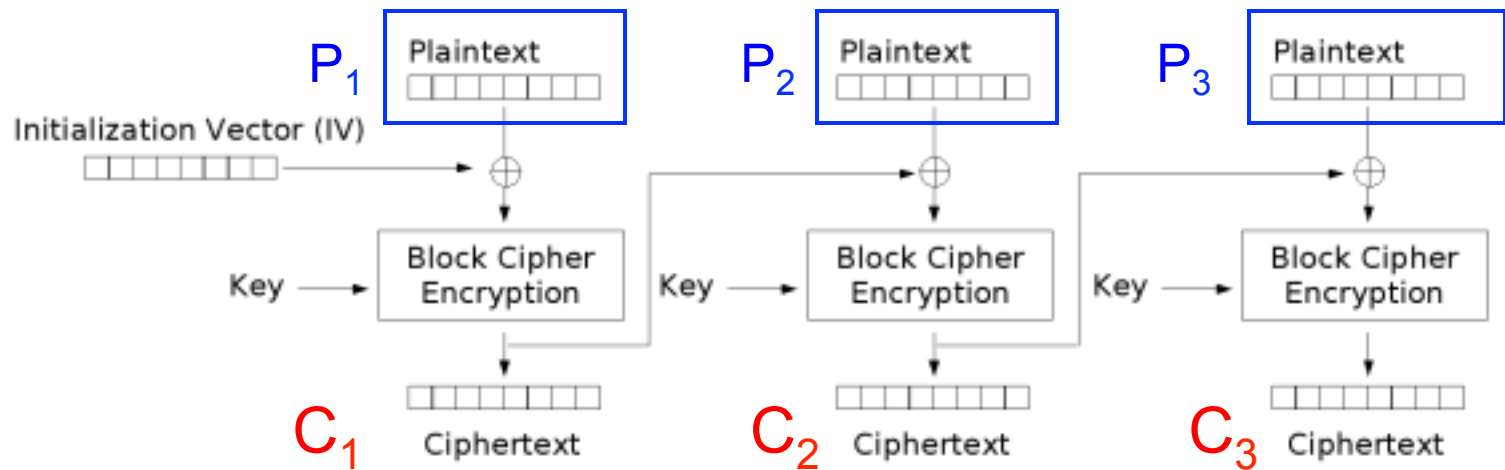 P₁ Plaintext
P₂ Plaintext
P₃ Plaintext
Initialization Vector (IV)
Key
Block Cipher
Encryption
Key
Block Cipher
Encryption
Key
Block Cipher
Encryption
C₁ Ciphertext
C₂ Ciphertext
C₃ Ciphertext